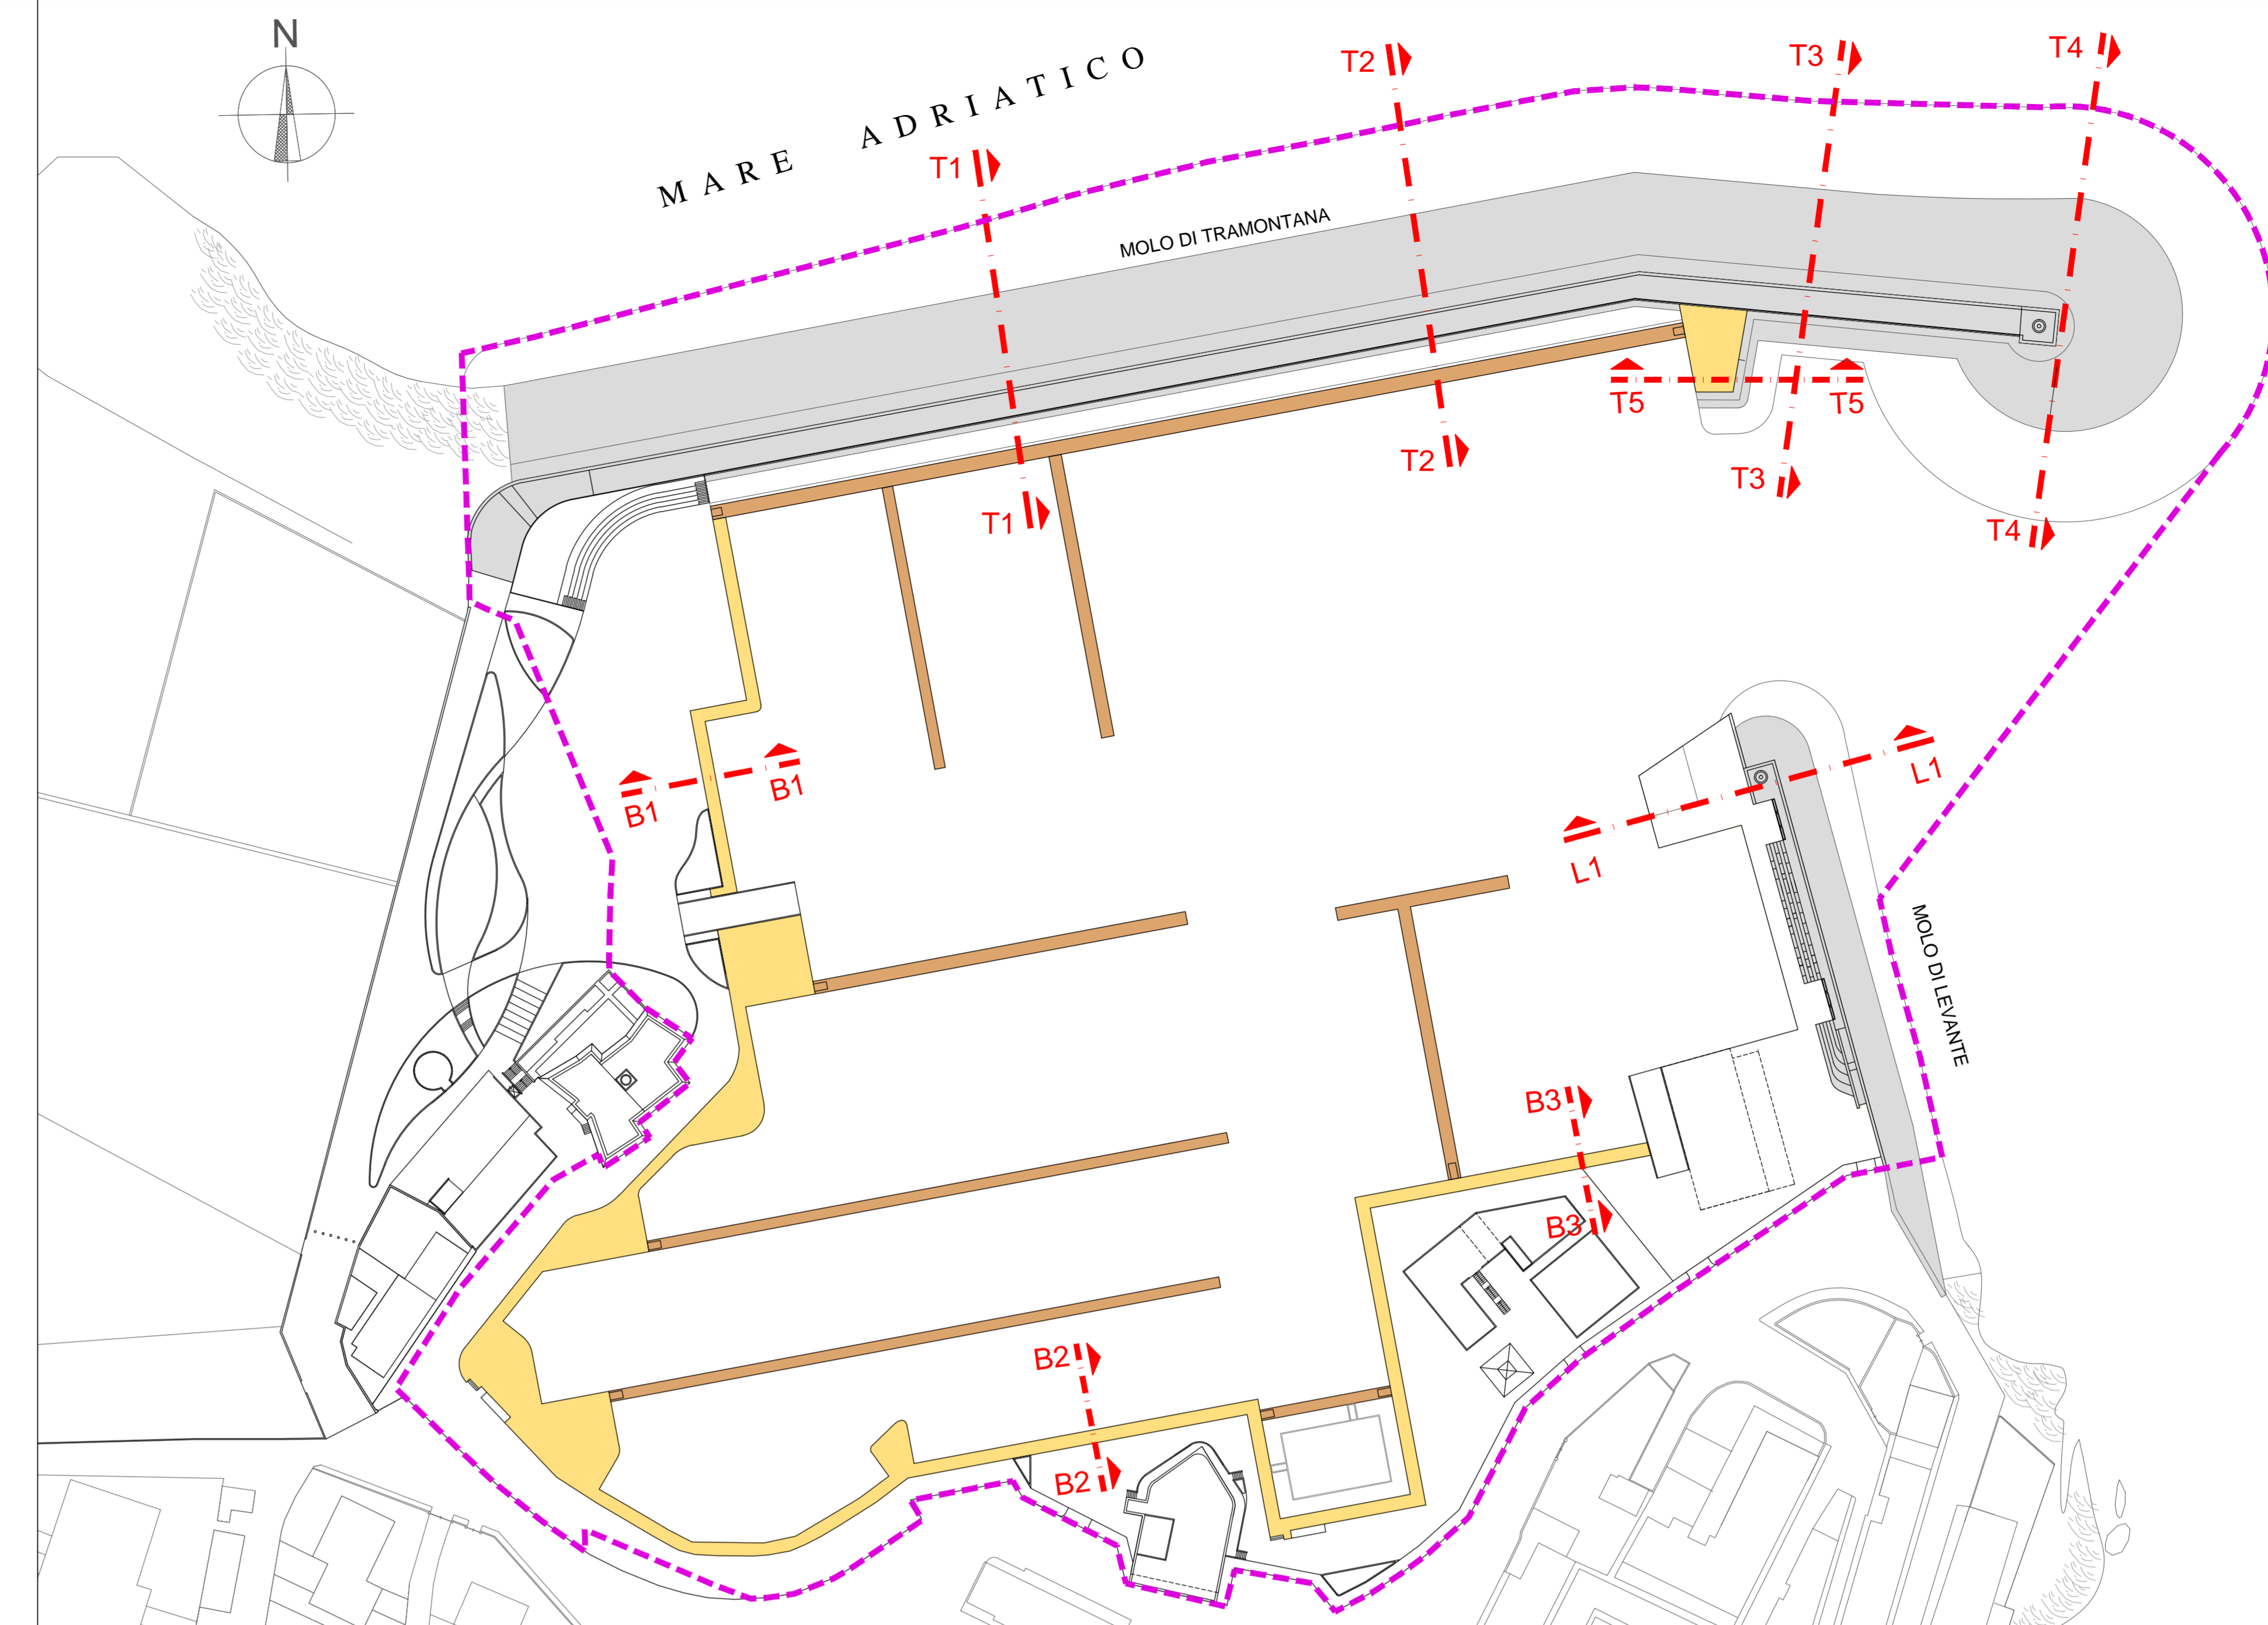 N
MARE ADRIATICO
T2
T3
T4
T1
MOLO DI TRAMONTANA
T5
T5
T2
T3
T1
T4
B1
B1
L1
L1
MOLO DI LEVANTE
B3
B3
B2
B2